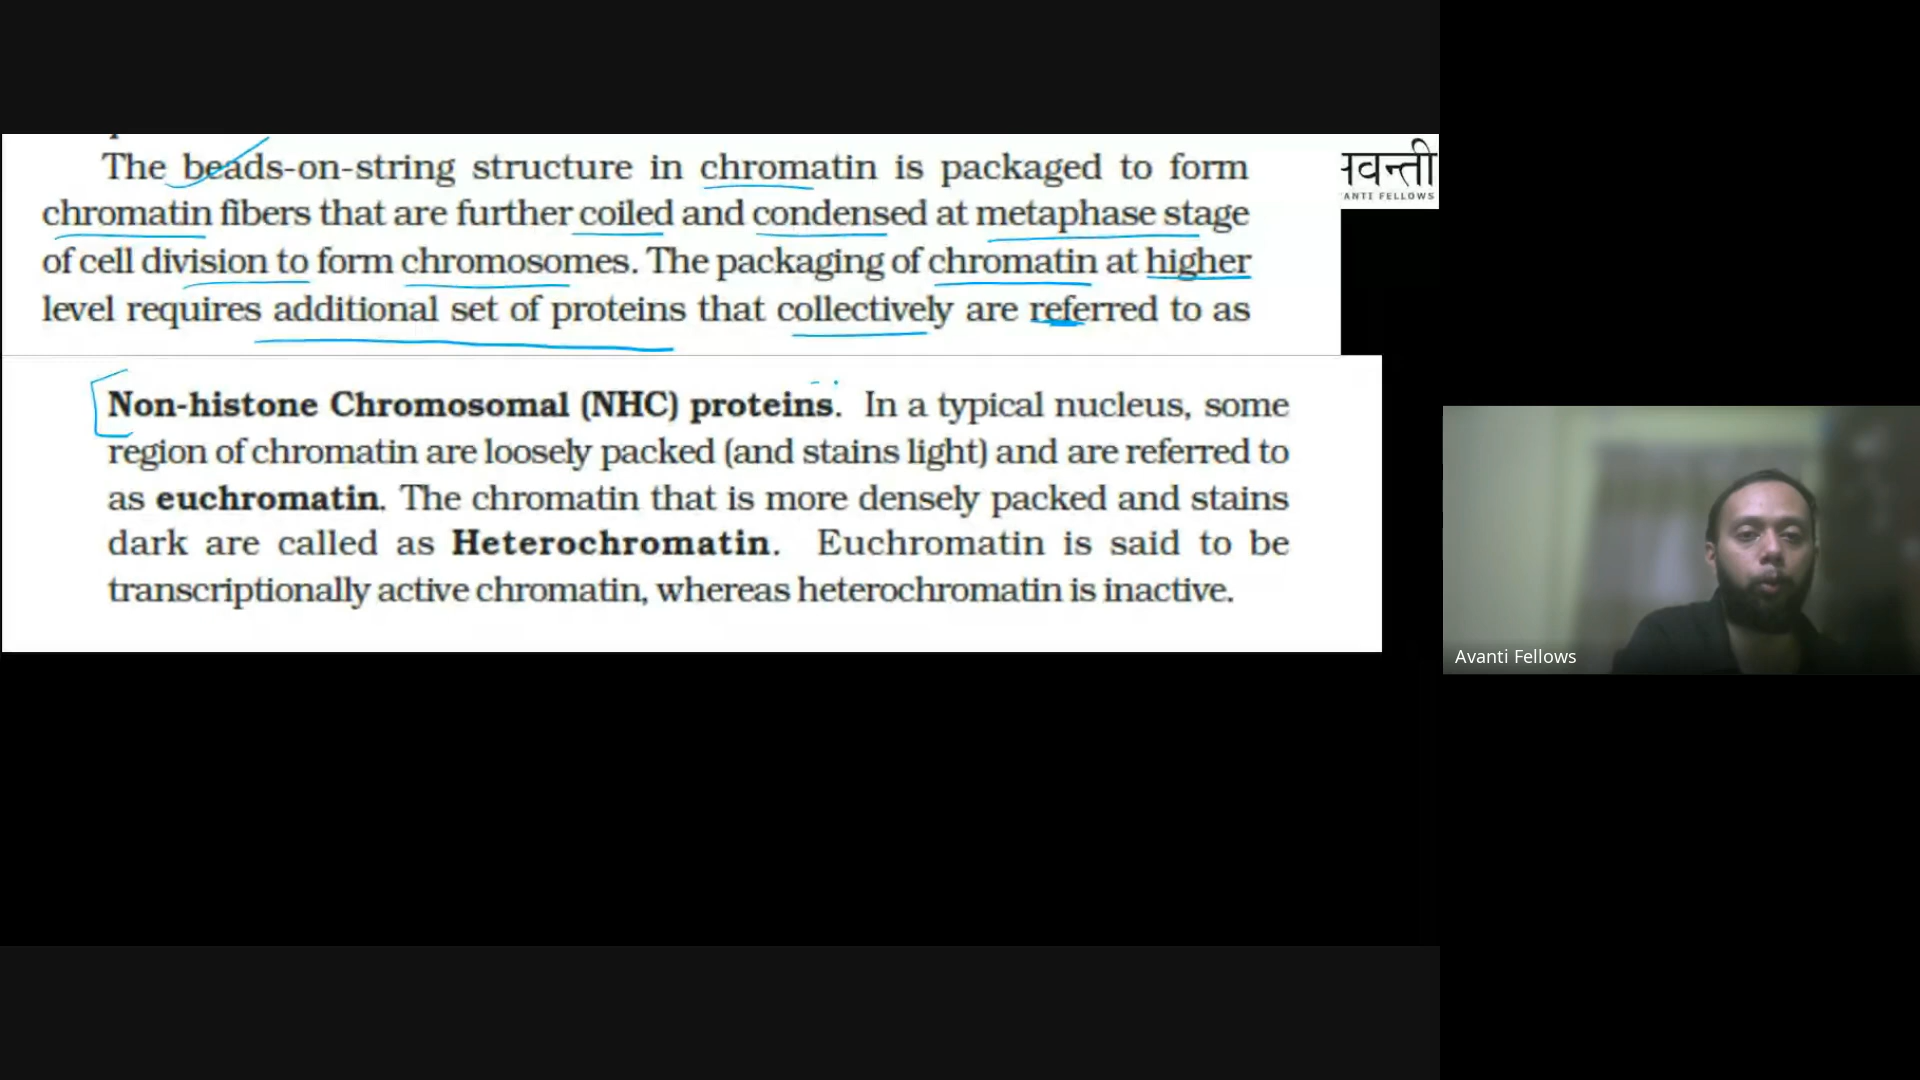 The beads-on-string structure in chromatin is packaged to form
chromatin fibers that are further coiled and condensed at metaphase stage
of cell division to form chromosomes. The packaging of chromatin at higher
level requires additional set of proteins that collectively are referred to as
Non-histone Chromosomal (NHC) proteins. In a typical nucleus, some
region of chromatin are loosely packed (and stains light) and are referred to
as euchromatin. The chromatin that is more densely packed and stains
dark are called as Heterochromatin. Euchromatin is said to be
transcriptionally active chromatin, whereas heterochromatin is inactive.
वन्ती
ANTI FELLOWS
Avanti Fellows